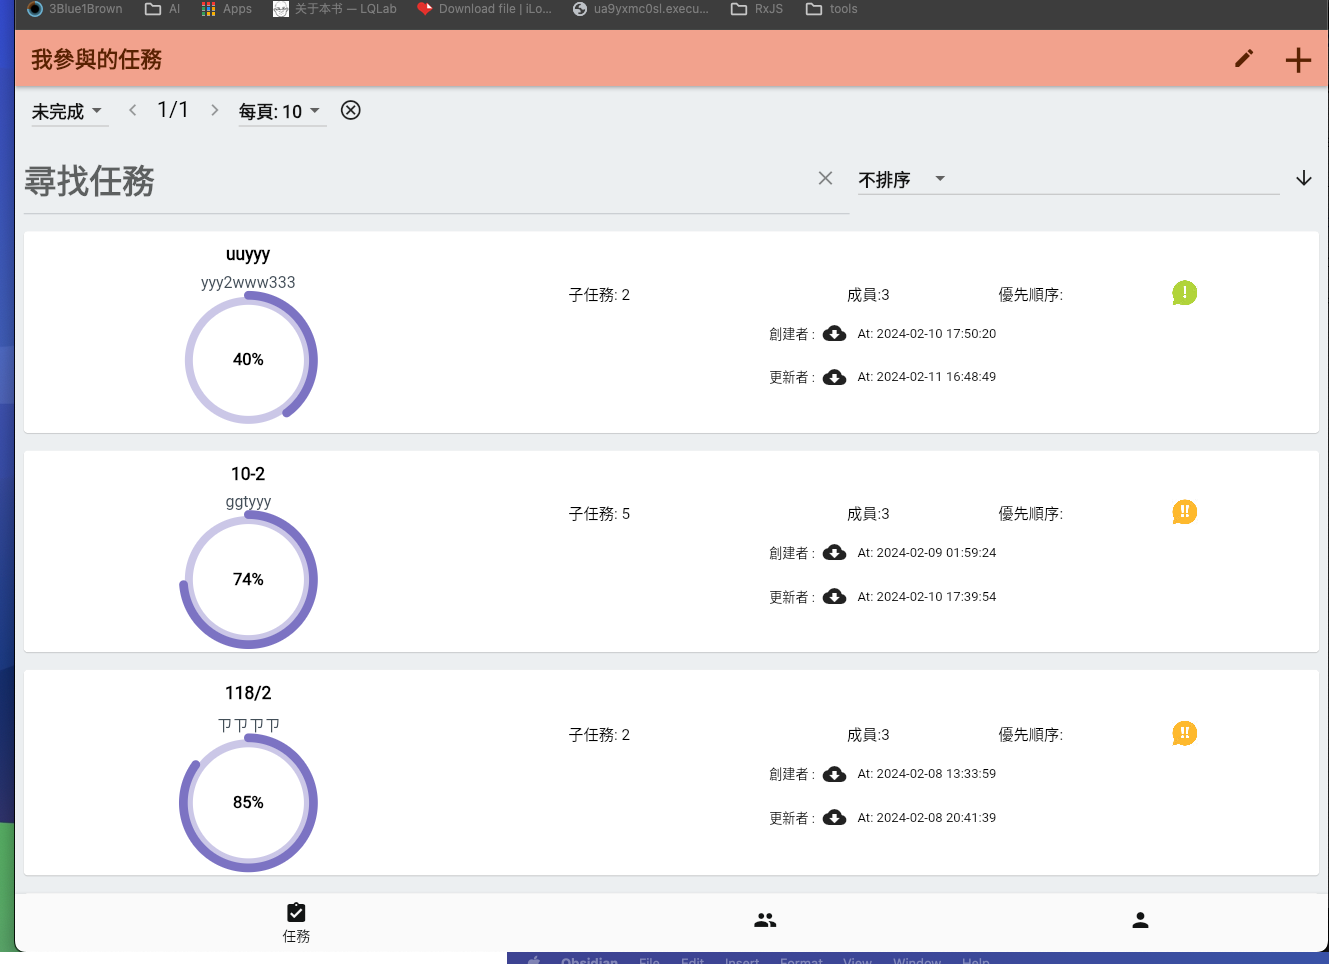 3Blue1Brown AI Apps 关于本书 — LQLab Download file | iLo... ua9yxmc0sl.execu... RxJS tools
我參與的任務
未完成 1/1 每頁: 10
尋找任務 不排序
uuyyy
yyy2www333
子任務: 2 成員:3 優先順序:
創建者 : At: 2024-02-10 17:50:20
40%
更新者 : At: 2024-02-11 16:48:49
10-2
ggtyyy
子任務: 5 成員:3 優先順序:
創建者 : At: 2024-02-09 01:59:24
74%
更新者 : At: 2024-02-10 17:39:54
118/2
ㄗㄗㄗㄗ
子任務: 2 成員:3 優先順序:
創建者 : At: 2024-02-08 13:33:59
85%
更新者 : At: 2024-02-08 20:41:39
任務
Obsidian File Edit Insert Format View Window Help